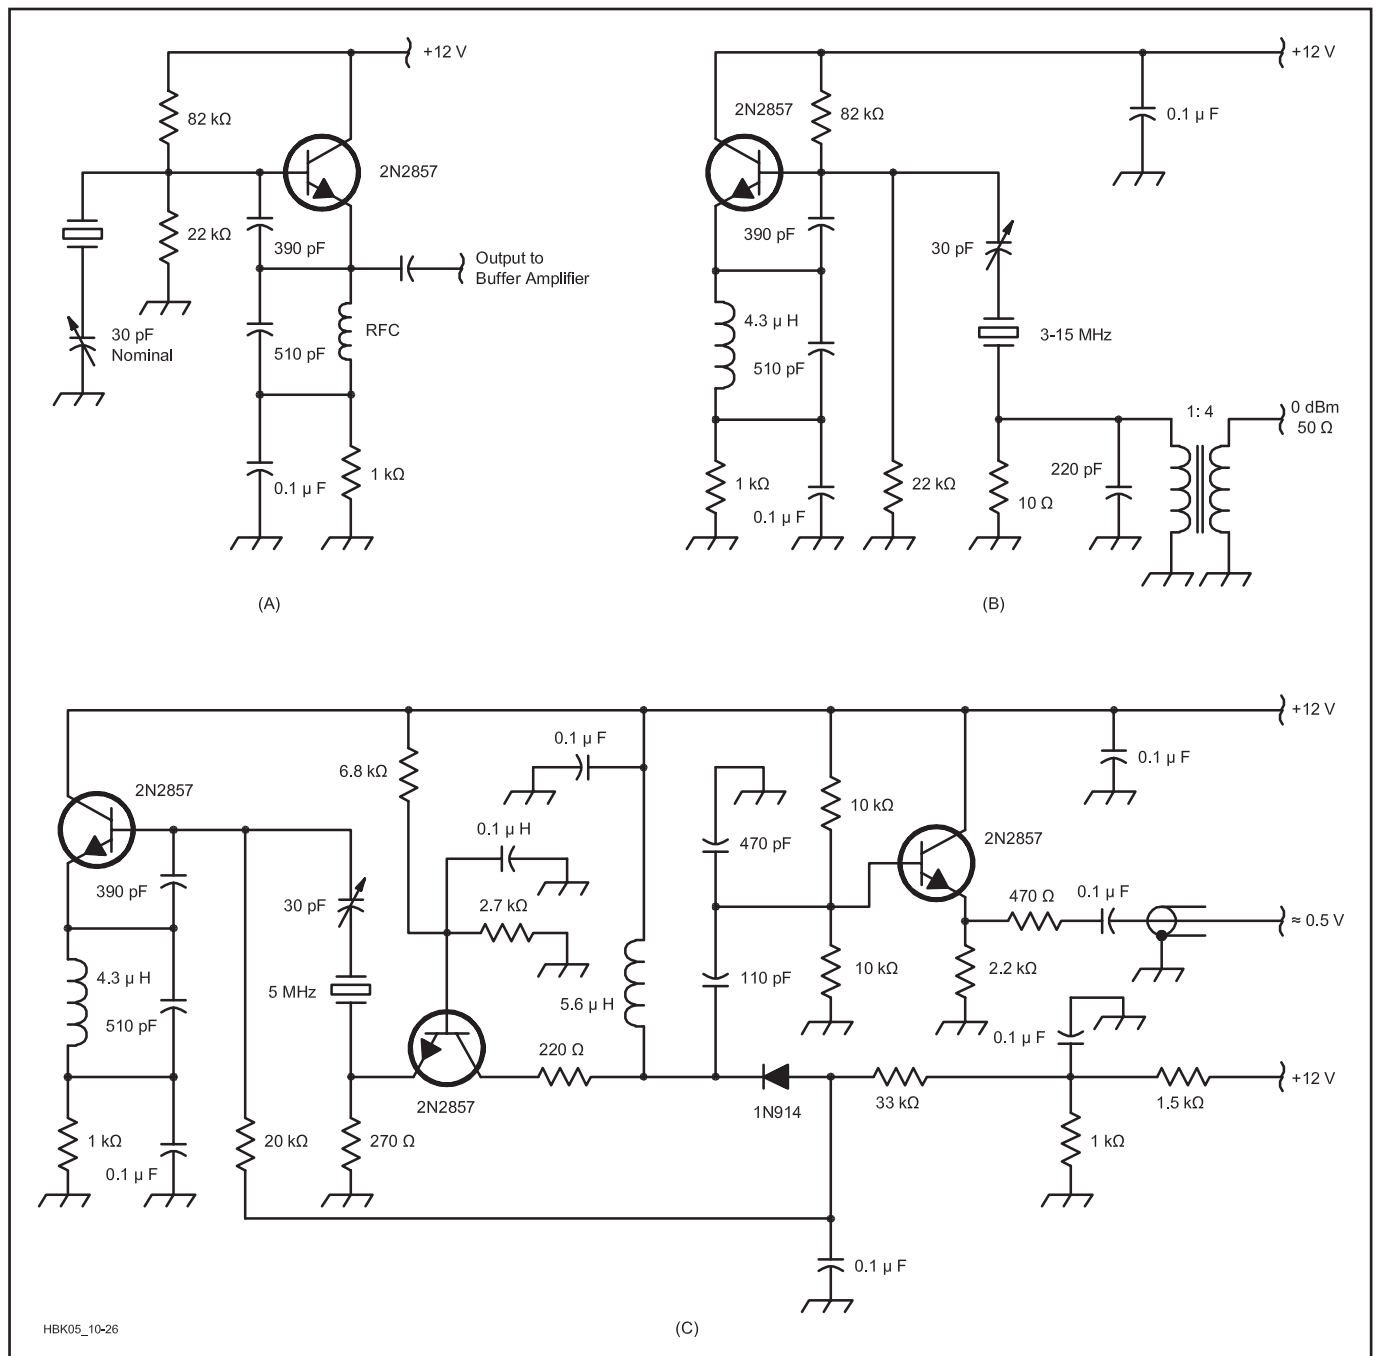 +12 V
82 kΩ
2N2857
22 kΩ
390 pF
Output to
Buffer Amplifier
30 pF
Nominal
510 pF
RFC
0.1 µ F
1 kΩ
(A)
+12 V
2N2857
82 kΩ
0.1 µ F
390 pF
30 pF
4.3 µ H
510 pF
3-15 MHz
1: 4
0 dBm
50 Ω
1 kΩ
0.1 µ F
22 kΩ
10 Ω
220 pF
(B)
+12 V
0.1 µ F
6.8 kΩ
0.1 µ F
2N2857
10 kΩ
0.1 µ H
470 pF
2N2857
390 pF
30 pF
2.7 kΩ
470 Ω
0.1 µ F
≈ 0.5 V
4.3 µ H
5 MHz
510 pF
5.6 µ H
110 pF
10 kΩ
2.2 kΩ
0.1 µ F
220 Ω
+12 V
2N2857
1N914
33 kΩ
1.5 kΩ
1 kΩ
0.1 µ F
20 kΩ
270 Ω
1 kΩ
0.1 µ F
HBK05_10-26
(C)